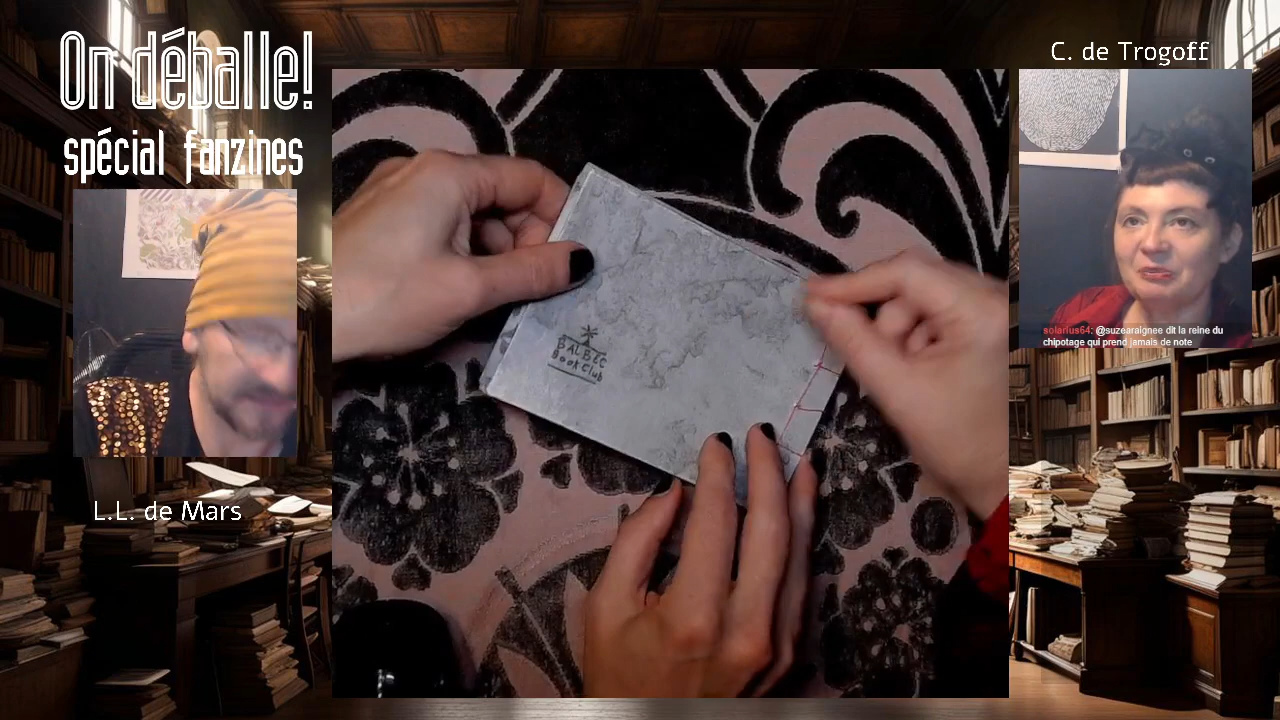 On déballe!
spécial fanzines
C. de Trogoff
solarius64: @suzearaignee dit la reine du
chipotage qui prend jamais de note
BALBEC
Book Club
L.L. de Mars